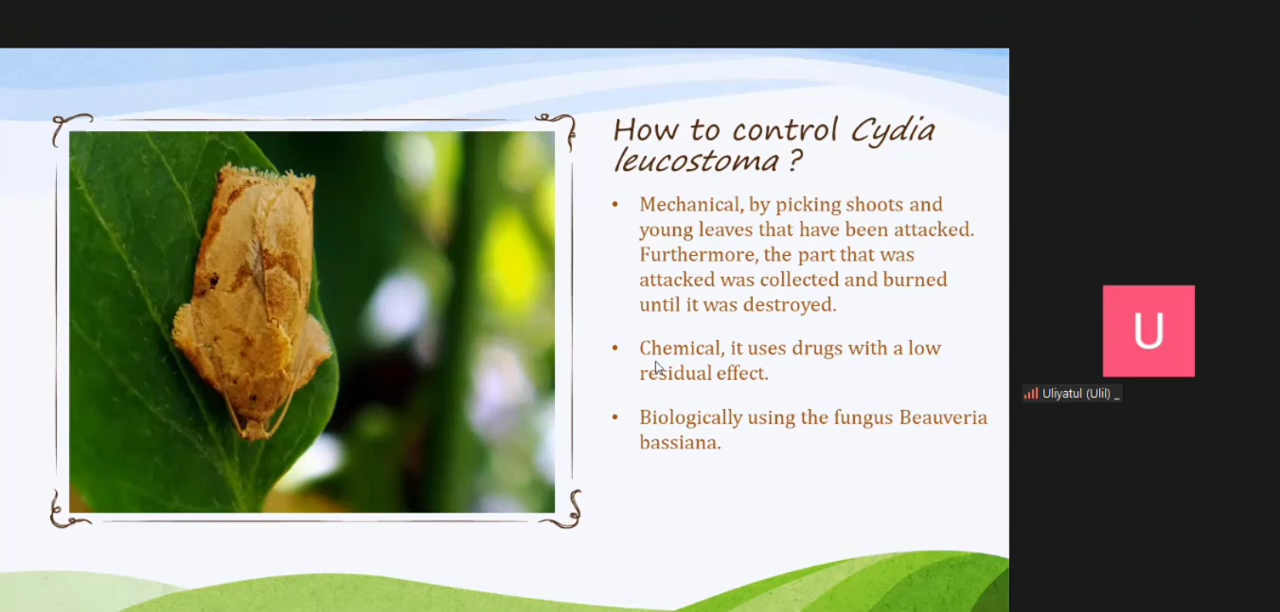 How to control Cydia
leucostoma ?
• Mechanical, by picking shoots and
young leaves that have been attacked.
Furthermore, the part that was
attacked was collected and burned
until it was destroyed.
• Chemical, it uses drugs with a low
residual effect.
• Biologically using the fungus Beauveria
bassiana.
U
Uliyatul (Ulil) _